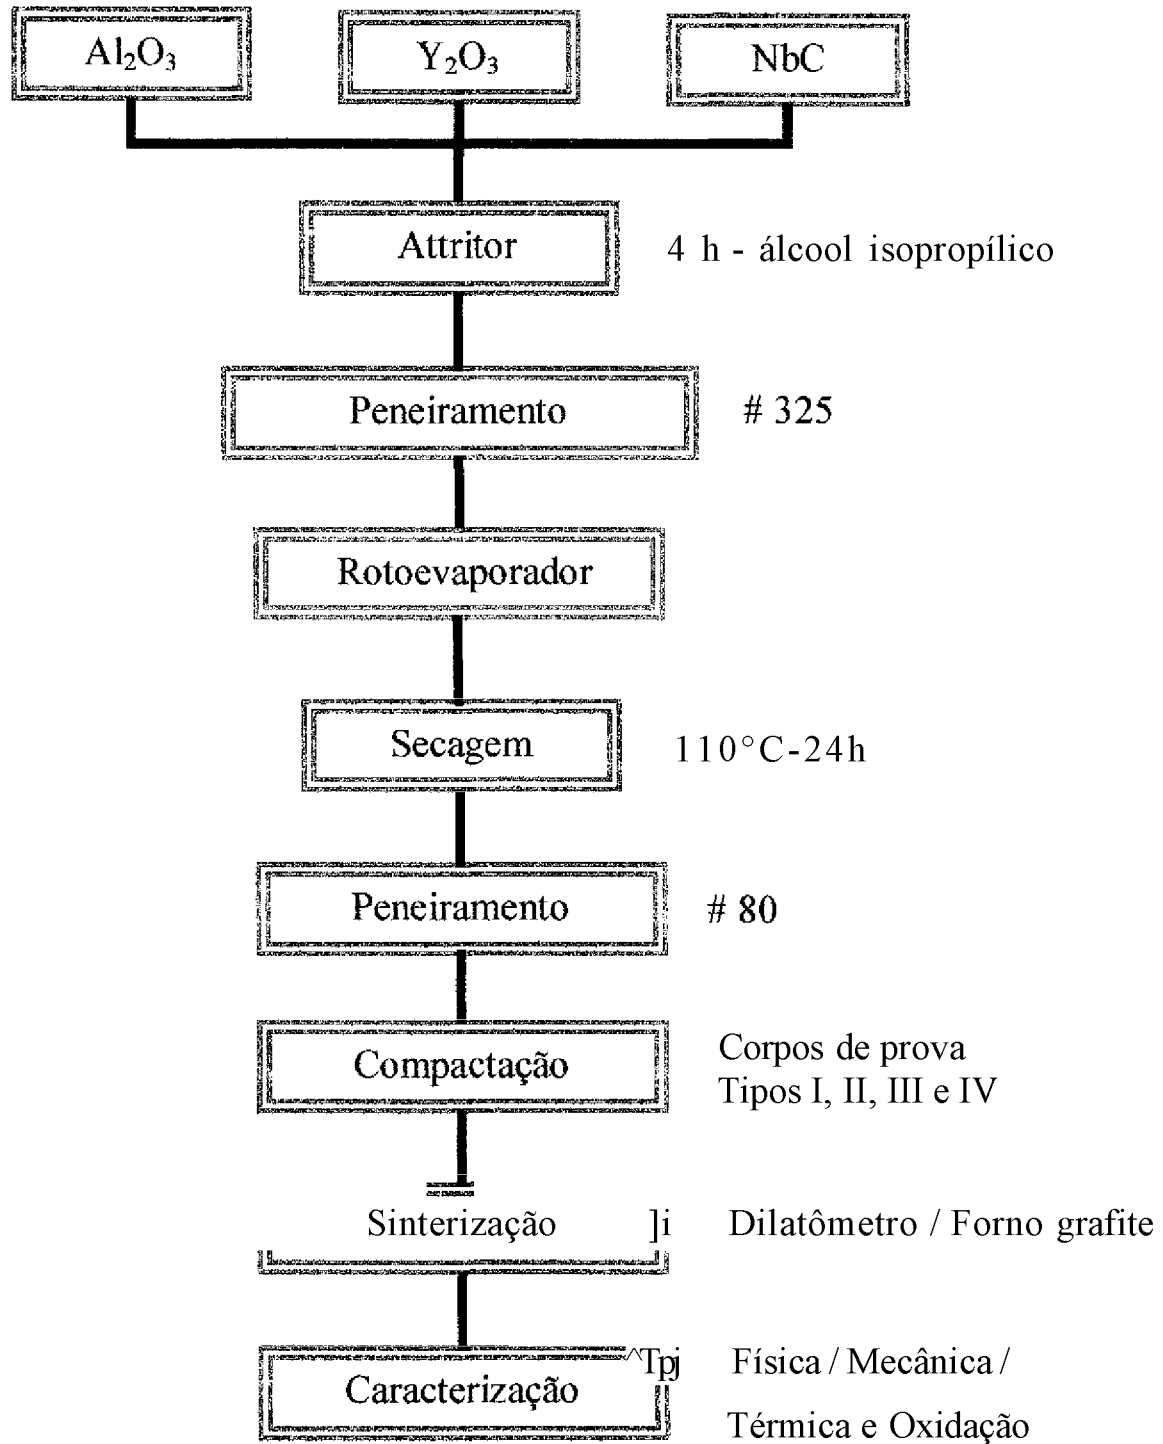 Al₂O₃
Y₂O₃
NbC
Attritor
4 h - álcool isopropílico
Peneiramento
# 325
Rotoevaporador
Secagem
110°C-24h
Peneiramento
# 80
Compactação
Corpos de prova
Tipos I, II, III e IV
Sinterização
]i
Dilatômetro / Forno grafite
^Tpj
Física / Mecânica /
Caracterização
Térmica e Oxidação